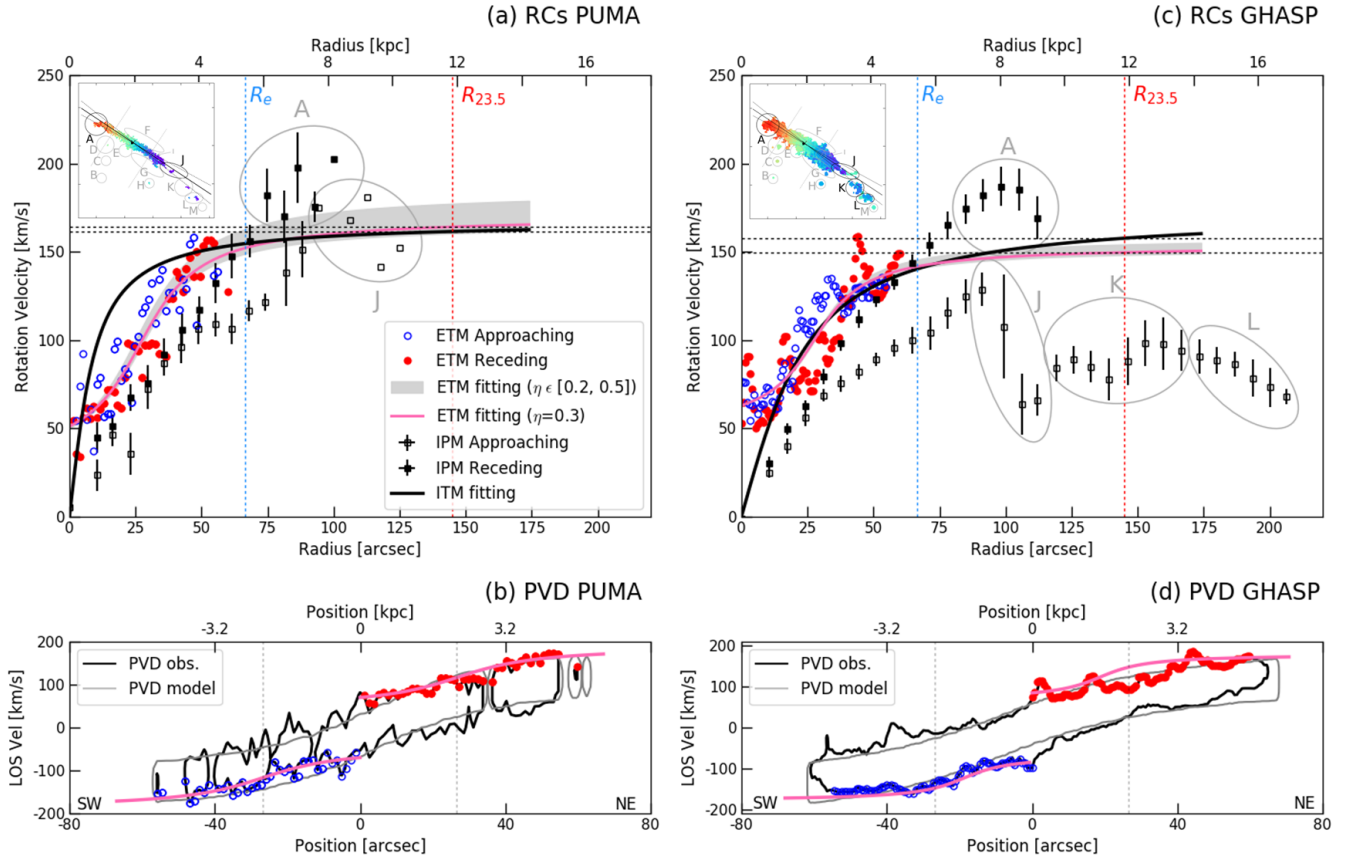 (a) RCs PUMA
Radius [kpc]
0 4 8 12 16
250
200
150
100
50
0
Rotation Velocity [km/s]
R_e
R_23.5
A
J
A
D
C
B
E
F
G
H
J
K
L
M
ETM Approaching
ETM Receding
ETM fitting (η ϵ [0.2, 0.5])
ETM fitting (η=0.3)
IPM Approaching
IPM Receding
ITM fitting
0 25 50 75 100 125 150 175 200
Radius [arcsec]
(c) RCs GHASP
Radius [kpc]
0 4 8 12 16
250
200
150
100
50
0
Rotation Velocity [km/s]
R_e
R_23.5
A
J
K
L
A
D
C
B
E
F
G
H
J
K
L
M
0 25 50 75 100 125 150 175 200
Radius [arcsec]
(b) PVD PUMA
Position [kpc]
-3.2 0 3.2
200
100
0
-100
-200
LOS Vel [km/s]
PVD obs.
PVD model
SW
NE
-80 -40 0 40 80
Position [arcsec]
(d) PVD GHASP
Position [kpc]
-3.2 0 3.2
200
100
0
-100
-200
LOS Vel [km/s]
PVD obs.
PVD model
SW
NE
-80 -40 0 40 80
Position [arcsec]